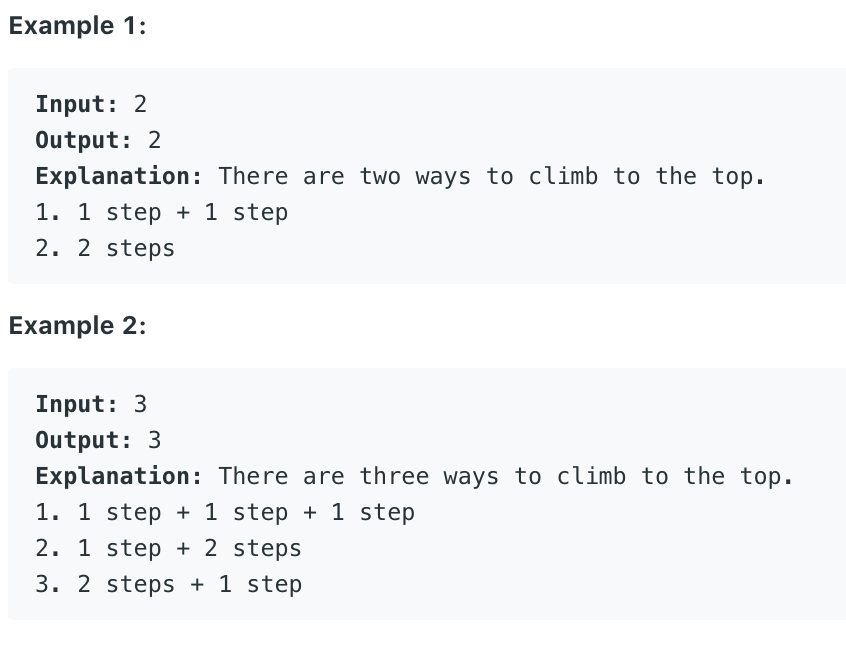 Example 1:
Input: 2
Output: 2
Explanation: There are two ways to climb to the top.
1. 1 step + 1 step
2. 2 steps
Example 2:
Input: 3
Output: 3
Explanation: There are three ways to climb to the top.
1. 1 step + 1 step + 1 step
2. 1 step + 2 steps
3. 2 steps + 1 step